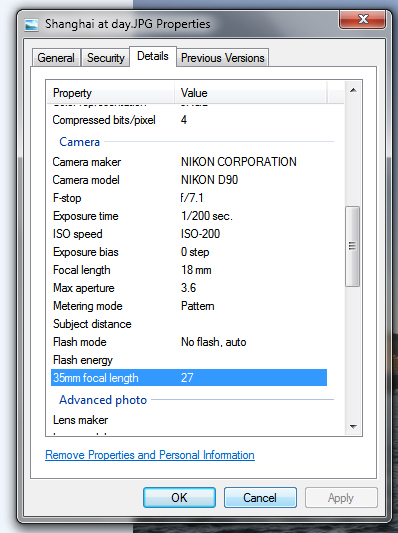 Shanghai at day.JPG Properties
General Security Details Previous Versions
Property Value
Compressed bits/pixel 4
Camera
Camera maker NIKON CORPORATION
Camera model NIKON D90
F-stop f/7.1
Exposure time 1/200 sec.
ISO speed ISO-200
Exposure bias 0 step
Focal length 18 mm
Max aperture 3.6
Metering mode Pattern
Subject distance
Flash mode No flash, auto
Flash energy
35mm focal length 27
Advanced photo
Lens maker
Remove Properties and Personal Information
OK Cancel Apply